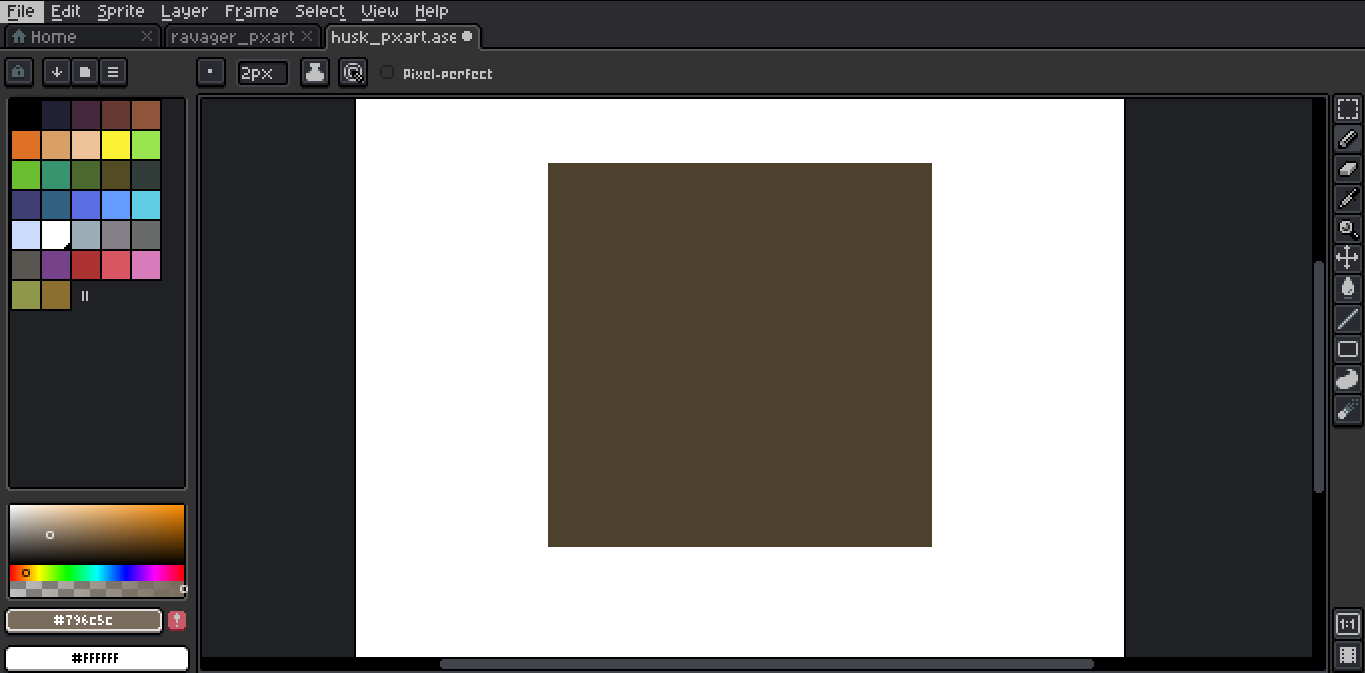 File Edit Sprite Layer Frame Select View Help
Home ravager_pxart husk_pxart.ase
2px Pixel-perfect
#796c5c
#FFFFFF
1:1